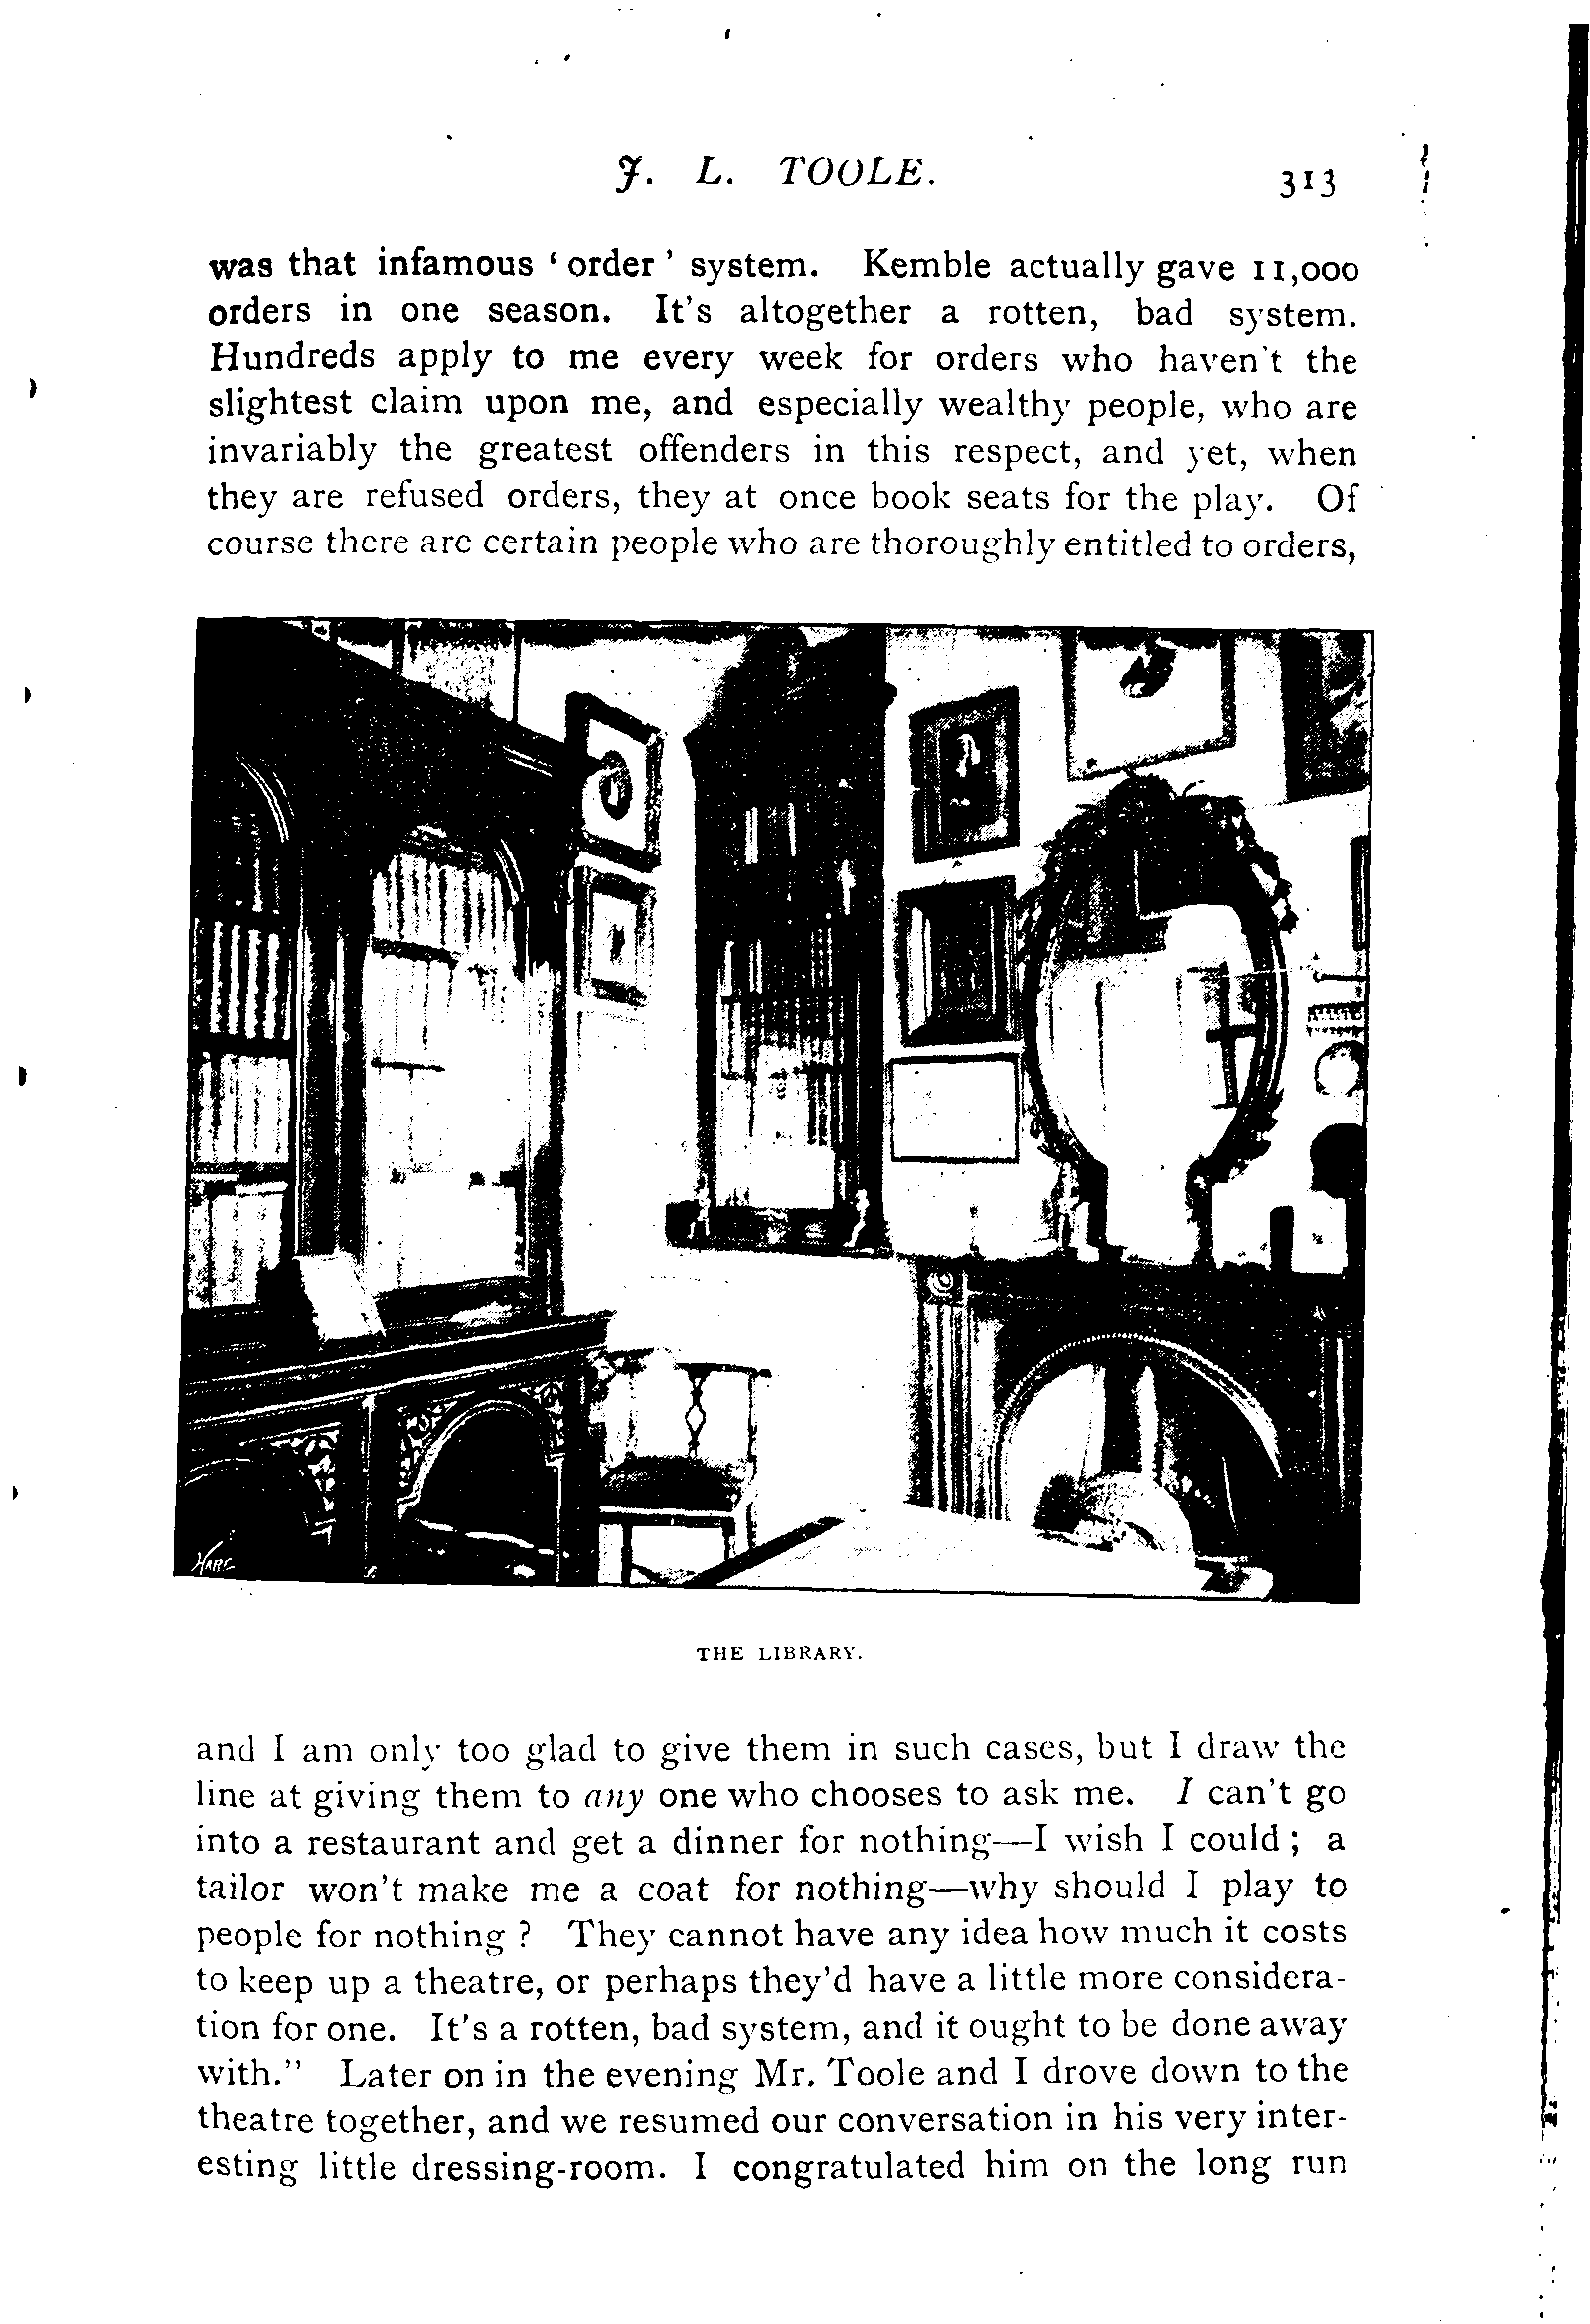 J. L. TOOLE. 313
was that infamous ‘order’ system. Kemble actually gave 11,000
orders in one season. It's altogether a rotten, bad system.
Hundreds apply to me every week for orders who haven't the
slightest claim upon me, and especially wealthy people, who are
invariably the greatest offenders in this respect, and yet, when
they are refused orders, they at once book seats for the play. Of
course there are certain people who are thoroughly entitled to orders,
THE LIBRARY.
and I am only too glad to give them in such cases, but I draw the
line at giving them to any one who chooses to ask me. I can't go
into a restaurant and get a dinner for nothing—I wish I could; a
tailor won't make me a coat for nothing—why should I play to
people for nothing? They cannot have any idea how much it costs
to keep up a theatre, or perhaps they'd have a little more considera-
tion for one. It's a rotten, bad system, and it ought to be done away
with.” Later on in the evening Mr. Toole and I drove down to the
theatre together, and we resumed our conversation in his very inter-
esting little dressing-room. I congratulated him on the long run